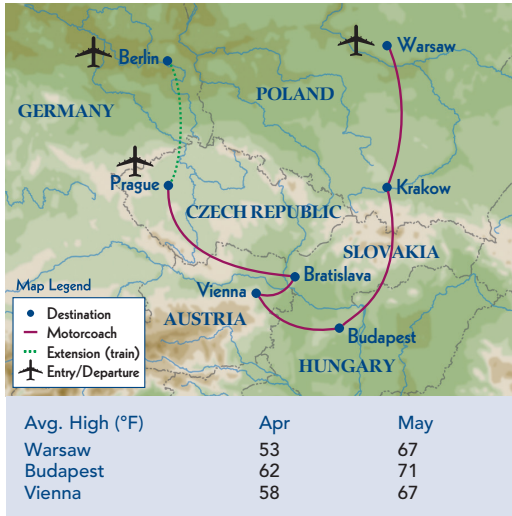 Berlin
Warsaw
POLAND
GERMANY
Prague
Krakow
CZECH REPUBLIC
SLOVAKIA
Bratislava
Vienna
AUSTRIA
Budapest
HUNGARY
Map Legend
Destination
Motorcoach
Extension (train)
Entry/Departure
Avg. High (°F) Apr May
Warsaw 53 67
Budapest 62 71
Vienna 58 67